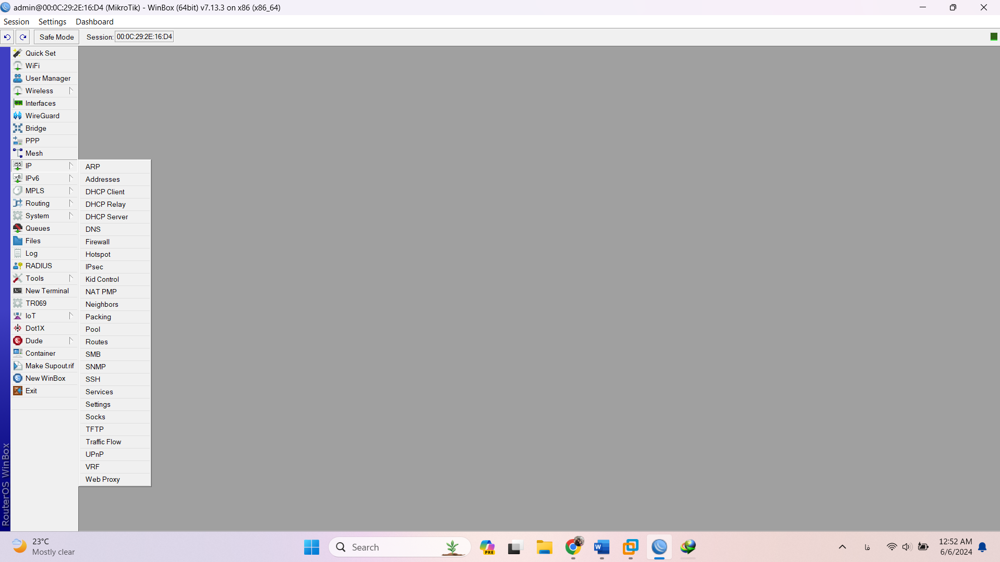 admin@00:0C:29:2E:16:D4 (MikroTik) - WinBox (64bit) v7.13.3 on x86 (x86_64)
Session Settings Dashboard
Safe Mode Session: 00:0C:29:2E:16:D4
Quick Set
WiFi
User Manager
Wireless
Interfaces
WireGuard
Bridge
PPP
Mesh
IP
IPv6
MPLS
Routing
System
Queues
Files
Log
RADIUS
Tools
New Terminal
TR069
IoT
Dot1X
Dude
Container
Make Supout.rif
New WinBox
Exit
ARP
Addresses
DHCP Client
DHCP Relay
DHCP Server
DNS
Firewall
Hotspot
IPsec
Kid Control
NAT PMP
Neighbors
Packing
Pool
Routes
SMB
SNMP
SSH
Services
Settings
Socks
TFTP
Traffic Flow
UPnP
VRF
Web Proxy
RouterOS WinBox
23°C
Mostly clear
Search
PRE
فا
12:52 AM
6/6/2024